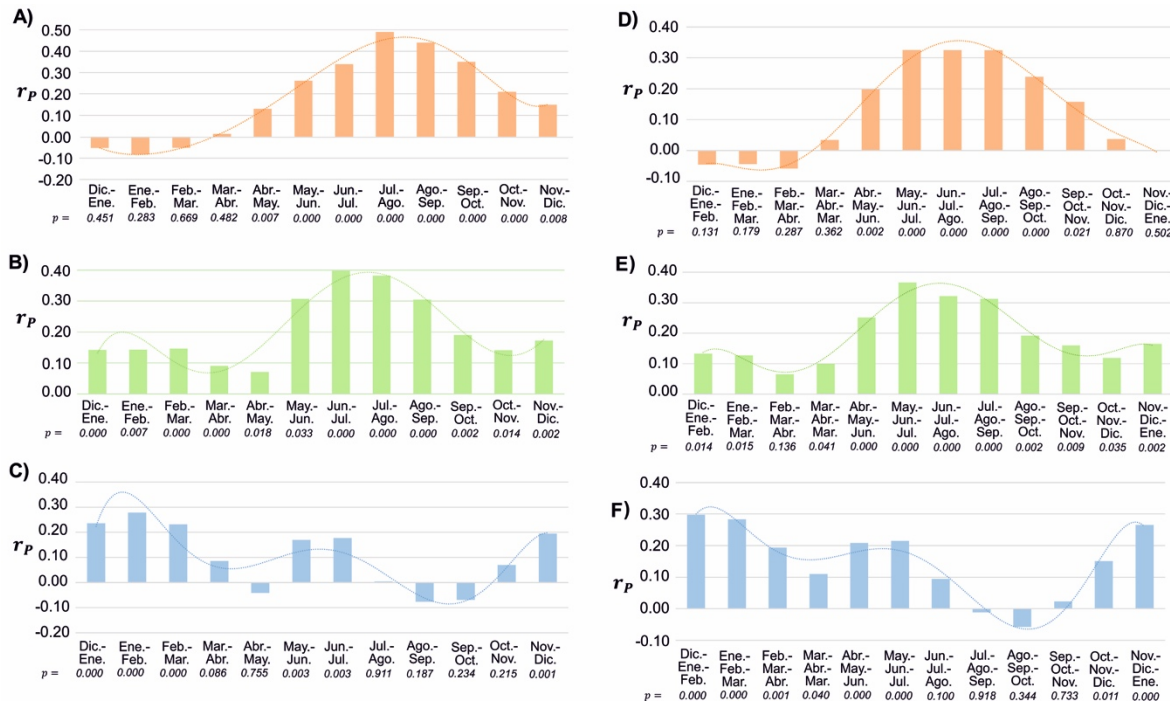 A)
0.50
0.40
0.30
0.20
0.10
0.00
-0.10
-0.20
rP
Dic.- Ene.- Feb.- Mar.- Abr.- May.- Jun.- Jul.- Ago.- Sep.- Oct.- Nov.-
Ene. Feb. Mar. Abr. May. Jun. Jul. Ago. Sep. Oct. Nov. Dic.
p = 0.451 0.283 0.669 0.482 0.007 0.000 0.000 0.000 0.000 0.000 0.000 0.008
B)
0.40
0.30
0.20
0.10
0.00
rP
Dic.- Ene.- Feb.- Mar.- Abr.- May.- Jun.- Jul.- Ago.- Sep.- Oct.- Nov.-
Ene. Feb. Mar. Abr. May. Jun. Jul. Ago. Sep. Oct. Nov. Dic.
p = 0.000 0.007 0.000 0.000 0.018 0.033 0.000 0.000 0.000 0.002 0.014 0.002
C)
0.40
0.30
0.20
0.10
0.00
-0.10
-0.20
rP
Dic.- Ene.- Feb.- Mar.- Abr.- May.- Jun.- Jul.- Ago.- Sep.- Oct.- Nov.-
Ene. Feb. Mar. Abr. May. Jun. Jul. Ago. Sep. Oct. Nov. Dic.
p = 0.000 0.000 0.000 0.086 0.755 0.003 0.003 0.911 0.187 0.234 0.215 0.001
D)
0.40
0.30
0.20
0.10
0.00
-0.10
rP
Dic.- Ene.- Feb.- Mar.- Abr.- May.- Jun.- Jul.- Ago.- Sep.- Oct.- Nov.-
Ene.- Feb.- Mar.- Abr.- May.- Jun.- Jul.- Ago.- Sep.- Oct.- Nov.- Dic.-
Feb. Mar. Abr. Mar. Jun. Jul. Ago. Sep. Oct. Nov. Dic. Ene.
p = 0.131 0.179 0.287 0.362 0.002 0.000 0.000 0.000 0.000 0.021 0.870 0.502
E)
0.40
0.30
0.20
0.10
0.00
rP
Dic.- Ene.- Feb.- Mar.- Abr.- May.- Jun.- Jul.- Ago.- Sep.- Oct.- Nov.-
Ene.- Oct.- Mar.- Abr.- May.- Jun.- Jul.- Ago.- Sep.- Oct.- Nov.- Dic.-
Feb. Mar. Abr. Mar. Jun. Jul. Ago. Sep. Oct. Nov. Dic. Ene.
p = 0.014 0.015 0.136 0.041 0.000 0.000 0.000 0.000 0.002 0.009 0.035 0.002
F)
0.40
0.30
0.20
0.10
0.00
-0.10
rP
Dic.- Ene.- Feb.- Mar.- Abr.- May.- Jun.- Jul.- Ago.- Sep.- Oct.- Nov.-
Ene.- Feb.- Mar.- Abr.- May.- Jun.- Jul.- Ago.- Sep.- Oct.- Nov.- Dic.-
Feb. Mar. Abr. Mar. Jun. Jul. Ago. Sep. Oct. Nov. Dic. Ene.
p = 0.000 0.000 0.001 0.040 0.000 0.000 0.100 0.918 0.344 0.733 0.011 0.000